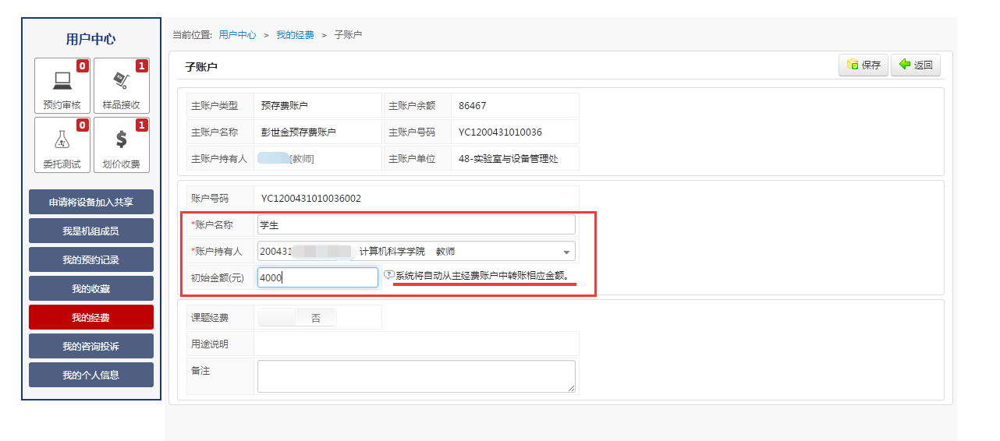 用户中心
0
1
预约审核
样品接收
0
1
委托测试
划价收费
申请将设备加入共享
我是机组成员
我的预约记录
我的收藏
我的经费
我的咨询投诉
我的个人信息
当前位置: 用户中心 > 我的经费 > 子账户
子账户
保存
返回
主账户类型 预存费账户 主账户余额 86467
主账户名称 彭世金预存费账户 主账户号码 YC1200431010036
主账户持有人 [教师] 主账户单位 48-实验室与设备管理处
账户号码 YC1200431010036002
*账户名称 学生
*账户持有人 200431 计算机科学学院 教师
初始金额(元) 4000 系统将自动从主经费账户中转账相应金额。
课题经费 否
用途说明
备注